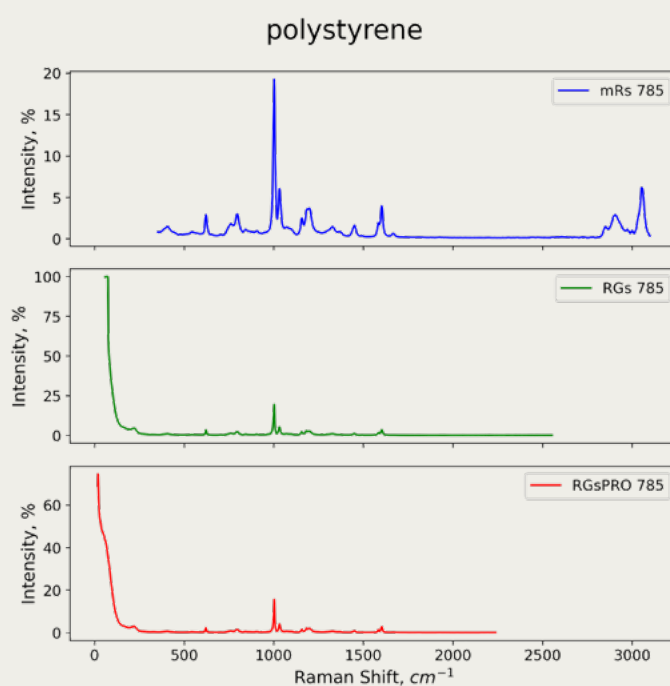 polystyrene
20
15
10
5
0
Intensity, %
mRs 785
100
75
50
25
0
Intensity, %
RGs 785
60
40
20
0
Intensity, %
RGsPRO 785
0 500 1000 1500 2000 2500 3000
Raman Shift, cm⁻¹